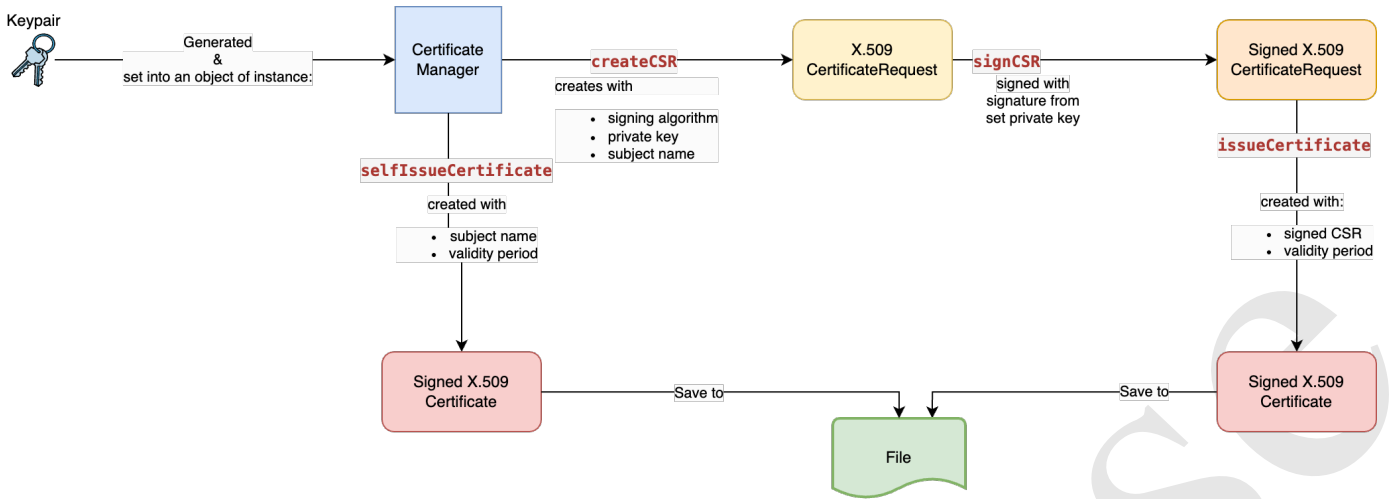 Keypair
Generated
&
set into an object of instance:
Certificate
Manager
createCSR
creates with
• signing algorithm
• private key
• subject name
X.509
CertificateRequest
signCSR
signed with
signature from
set private key
Signed X.509
CertificateRequest
selfIssueCertificate
created with
• subject name
• validity period
issueCertificate
created with:
• signed CSR
• validity period
Signed X.509
Certificate
Save to
File
Save to
Signed X.509
Certificate